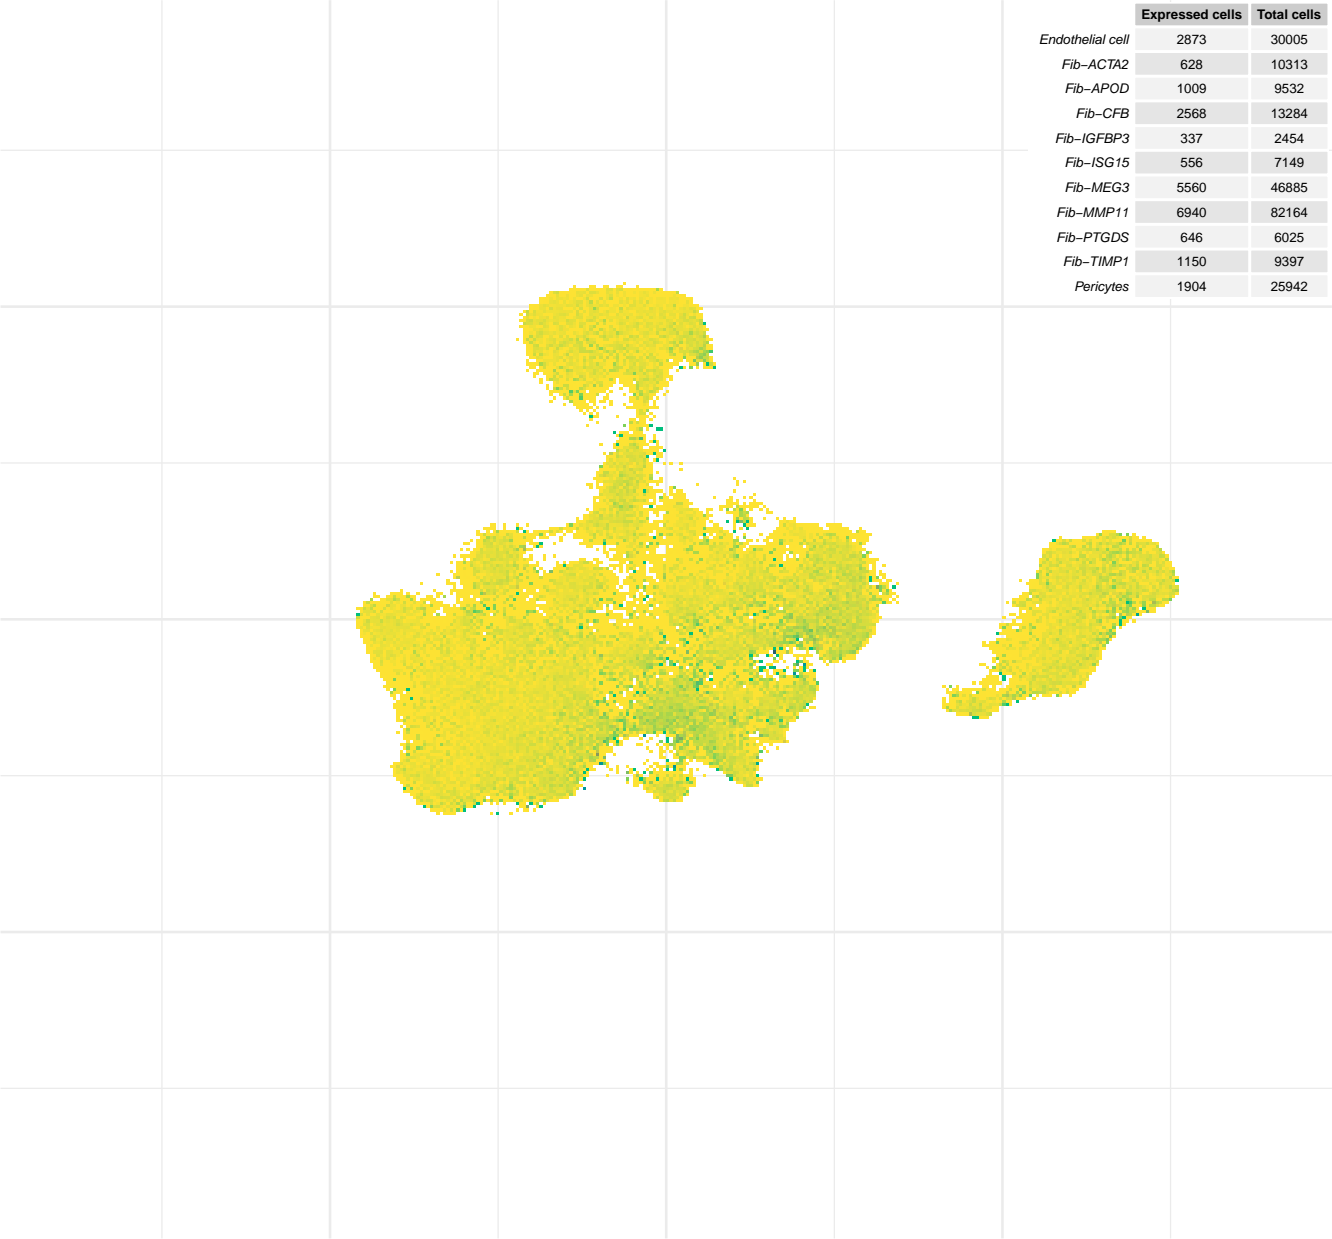 Expressed cells Total cells
Endothelial cell 2873 30005
Fib−ACTA2 628 10313
Fib−APOD 1009 9532
Fib−CFB 2568 13284
Fib−IGFBP3 337 2454
Fib−ISG15 556 7149
Fib−MEG3 5560 46885
Fib−MMP11 6940 82164
Fib−PTGDS 646 6025
Fib−TIMP1 1150 9397
Pericytes 1904 25942